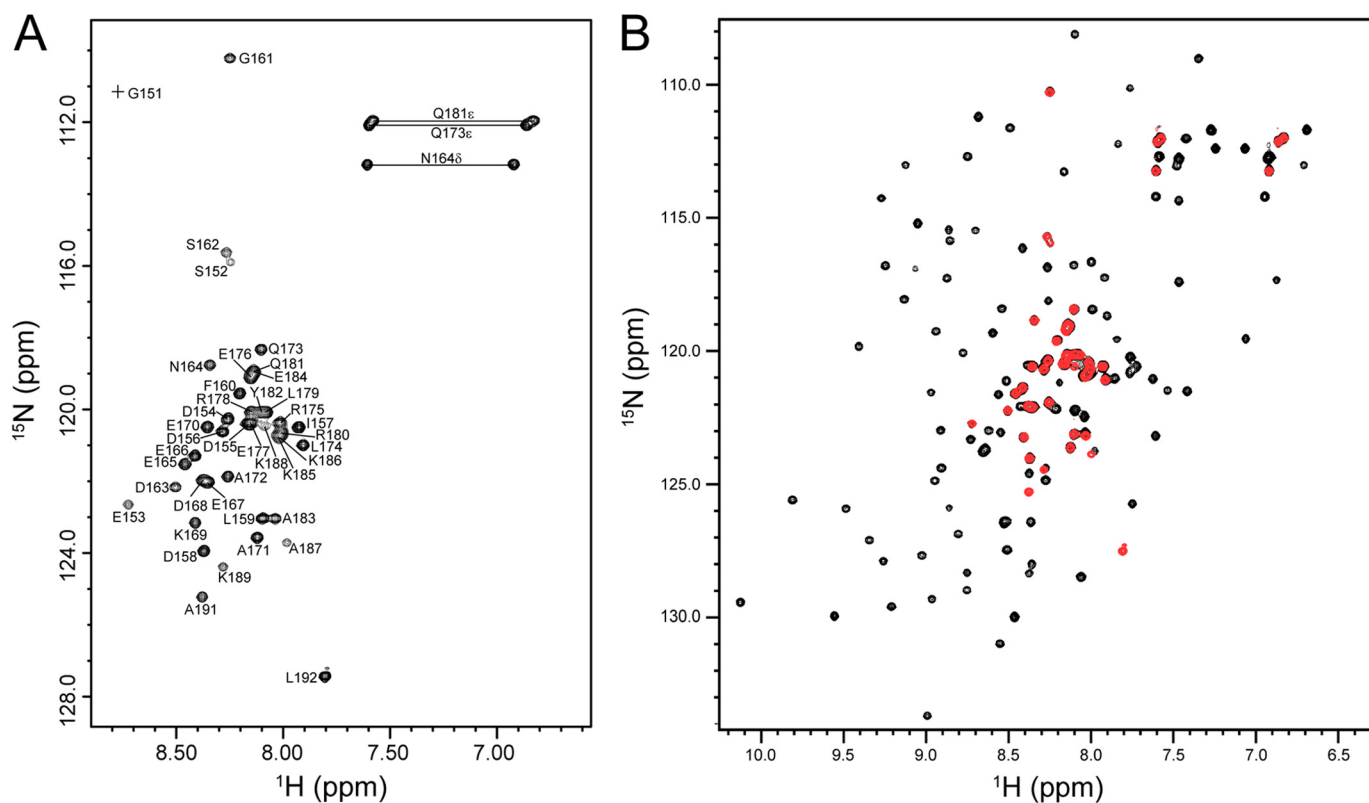 A
B
G161
G151
Q181ε
Q173ε
N164δ
S162
S152
E176
Q173
N164
Q181
E184
F160
Y182
L179
R178
R175
D154
I157
E170
R180
D156
D155
E177
L174
E166
K188
K186
E165
K185
D163
A172
D168
E167
E153
L159
A183
K169
A171
A187
D158
K189
A191
L192
112.0
116.0
120.0
124.0
128.0
15N (ppm)
8.50
8.00
7.50
7.00
1H (ppm)
110.0
115.0
120.0
125.0
130.0
15N (ppm)
10.0
9.5
9.0
8.5
8.0
7.5
7.0
6.5
1H (ppm)